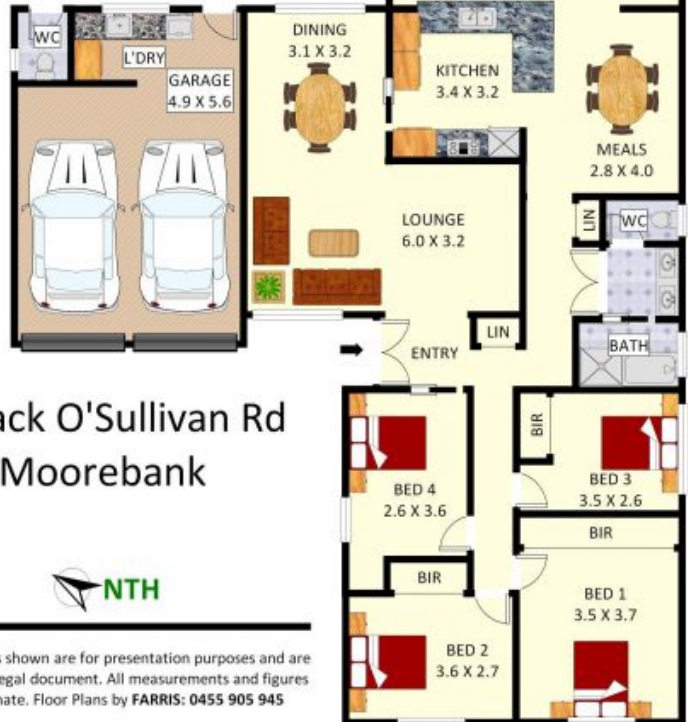 WC
L'DRY
GARAGE
4.9 X 5.6
DINING
3.1 X 3.2
KITCHEN
3.4 X 3.2
MEALS
2.8 X 4.0
LOUNGE
6.0 X 3.2
LIN
WC
LIN
BATH
ENTRY
BIR
BED 3
3.5 X 2.6
BED 4
2.6 X 3.6
BIR
BIR
BED 1
3.5 X 3.7
BED 2
3.6 X 2.7
ack O'Sullivan Rd
Moorebank
NTH
s shown are for presentation purposes and are
egal document. All measurements and figures
nate. Floor Plans by FARRIS: 0455 905 945